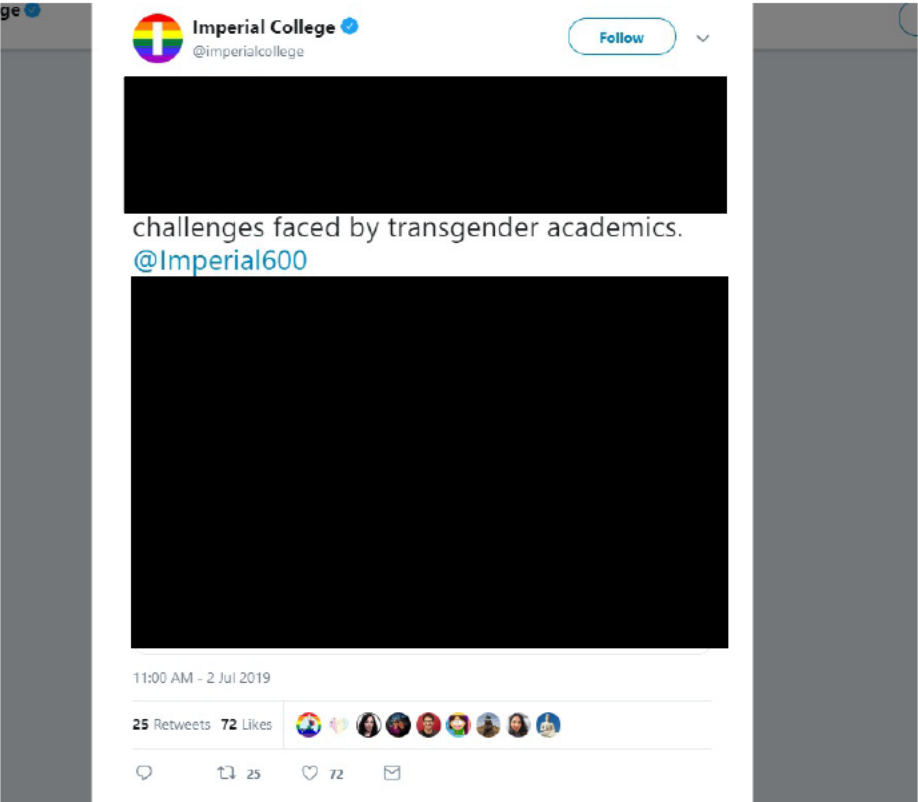 ge
Imperial College
@imperialcollege
Follow
challenges faced by transgender academics.
@Imperial600
11:00 AM - 2 Jul 2019
25 Retweets 72 Likes
25 72